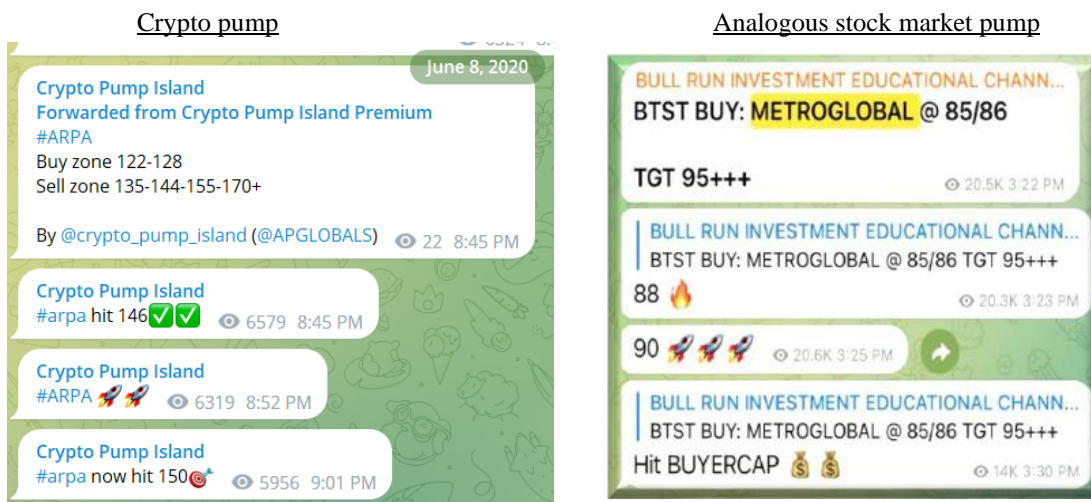 Crypto pump
June 8, 2020
Crypto Pump Island
Forwarded from Crypto Pump Island Premium
#ARPA
Buy zone 122-128
Sell zone 135-144-155-170+
By @crypto_pump_island (@APGLOBALS) 22 8:45 PM
Crypto Pump Island
#arpa hit 146✅✅ 6579 8:45 PM
Crypto Pump Island
#ARPA 🚀🚀 6319 8:52 PM
Crypto Pump Island
#arpa now hit 150🎯 5956 9:01 PM
Analogous stock market pump
BULL RUN INVESTMENT EDUCATIONAL CHANN...
BTST BUY: METROGLOBAL @ 85/86
TGT 95+++
20.5K 3:22 PM
BULL RUN INVESTMENT EDUCATIONAL CHANN...
BTST BUY: METROGLOBAL @ 85/86 TGT 95+++
88 🔥 20.3K 3:23 PM
90 🚀🚀🚀 20.6K 3:25 PM
BULL RUN INVESTMENT EDUCATIONAL CHANN...
BTST BUY: METROGLOBAL @ 85/86 TGT 95+++
Hit BUYERCAP 💰💰 14K 3:30 PM